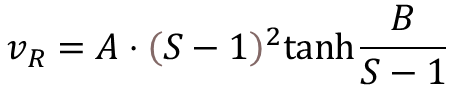 v_R = A · (S − 1)² tanh B/(S − 1)